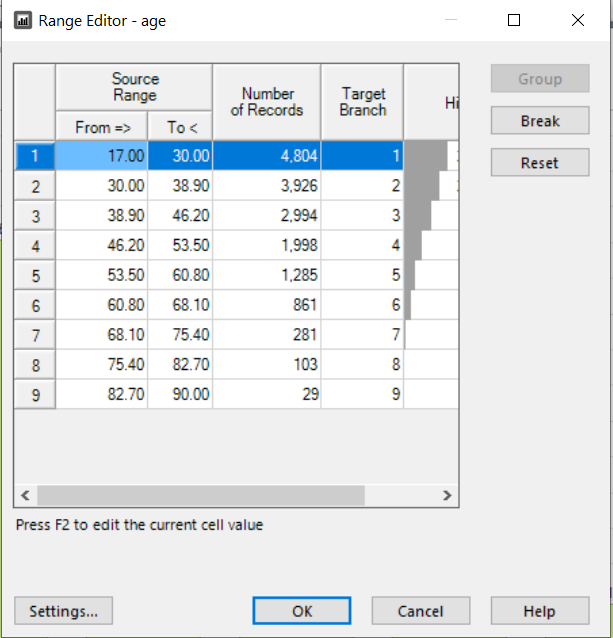 Range Editor - age
Source
Range
Number
of Records
Target
Branch
Hi
From =>
To <
Group
Break
Reset
1 17.00 30.00 4,804 1
2 30.00 38.90 3,926 2
3 38.90 46.20 2,994 3
4 46.20 53.50 1,998 4
5 53.50 60.80 1,285 5
6 60.80 68.10 861 6
7 68.10 75.40 281 7
8 75.40 82.70 103 8
9 82.70 90.00 29 9
Press F2 to edit the current cell value
Settings...
OK
Cancel
Help